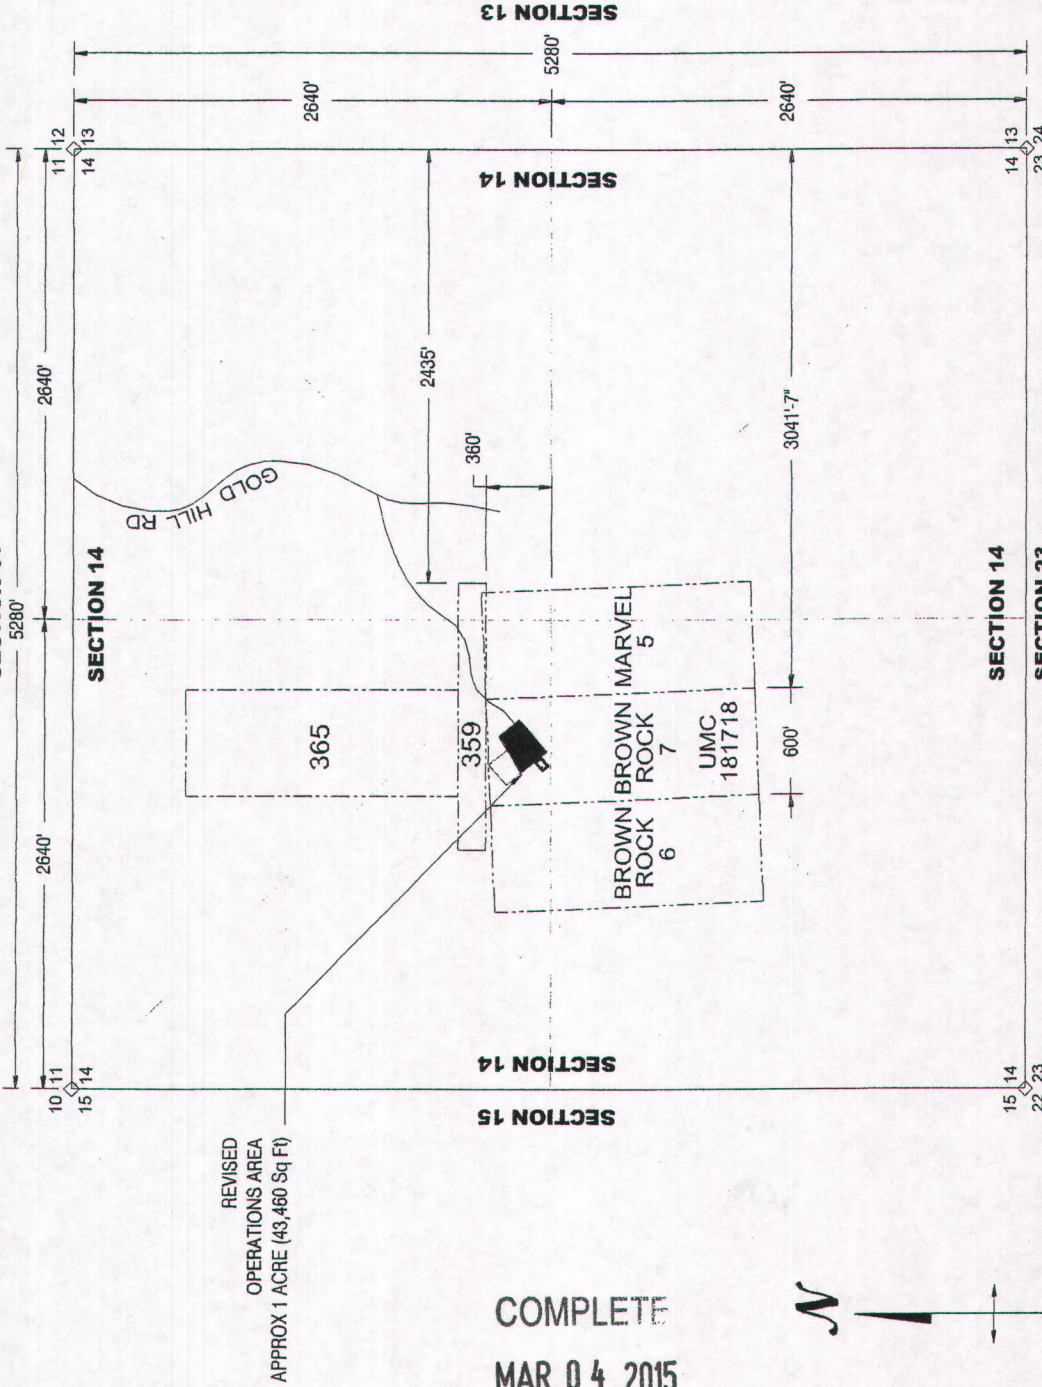 SECTION 13
5280'
2640'
2640'
11 12
14 13
14 13
23 24
SECTION 14
2640'
5280'
2640'
GOLD HILL RD
2435'
360'
3041'-7"
SECTION 14
365
359
MARVEL
5
BROWN
ROCK
7
UMC
181718
600'
BROWN
ROCK
6
SECTION 14
SECTION 23
10 11
15 14
15 14
22 23
SECTION 14
SECTION 15
REVISED
OPERATIONS AREA
APPROX 1 ACRE (43,460 Sq Ft)
COMPLETE
MAR 04 2015
N